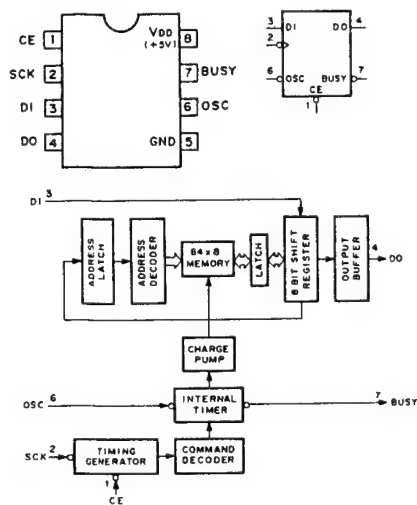 CE 1
SCK 2
DI 3
DO 4
VDD 8
(+5V)
7 BUSY
6 OSC
GND 5
3 DI DO 4
2
6 OSC BUSY 7
CE
1
DI 3
ADDRESS LATCH
ADDRESS DECODER
64 x 8
MEMORY
LATCH
8 BIT SHIFT
REGISTER
OUTPUT
BUFFER
4
DO
CHARGE
PUMP
OSC 6
INTERNAL
TIMER
7
BUSY
SCK 2
TIMING
GENERATOR
COMMAND
DECODER
1
CE